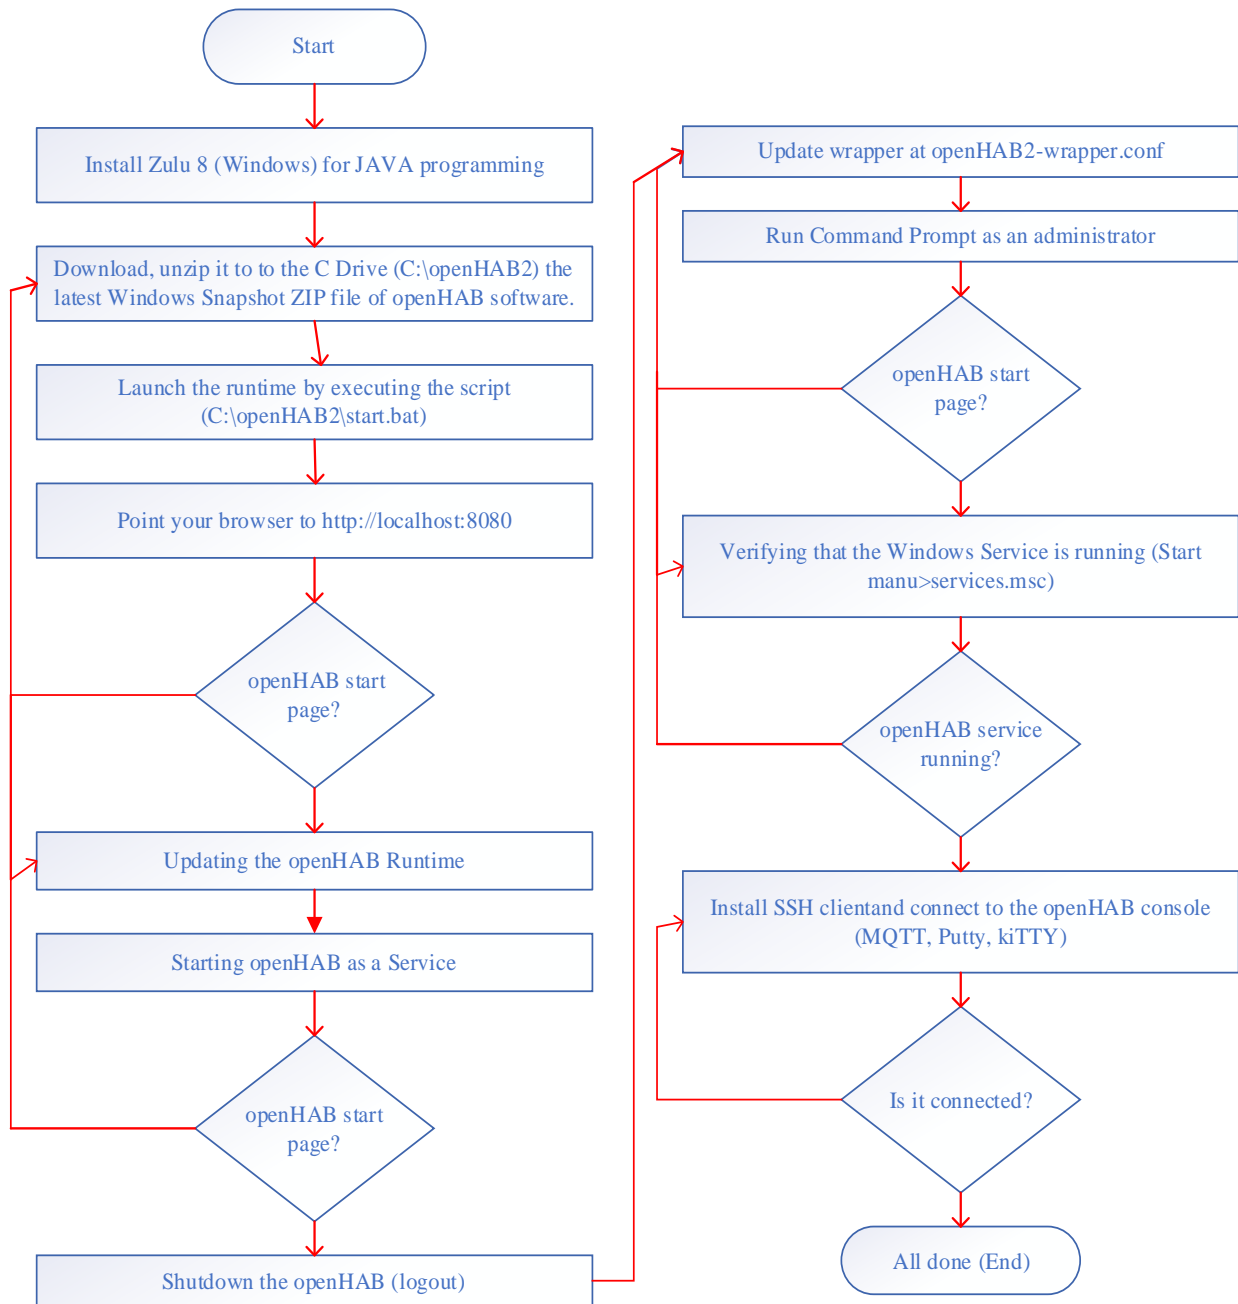 Start
Install Zulu 8 (Windows) for JAVA programming
Download, unzip it to to the C Drive (C:\openHAB2) the
latest Windows Snapshot ZIP file of openHAB software.
Launch the runtime by executing the script
(C:\openHAB2\start.bat)
Point your browser to http://localhost:8080
openHAB start
page?
Updating the openHAB Runtime
Starting openHAB as a Service
openHAB start
page?
Shutdown the openHAB (logout)
Update wrapper at openHAB2-wrapper.conf
Run Command Prompt as an administrator
openHAB start
page?
Verifying that the Windows Service is running (Start
manu>services.msc)
openHAB service
running?
Install SSH clientand connect to the openHAB console
(MQTT, Putty, kiTTY)
Is it connected?
All done (End)